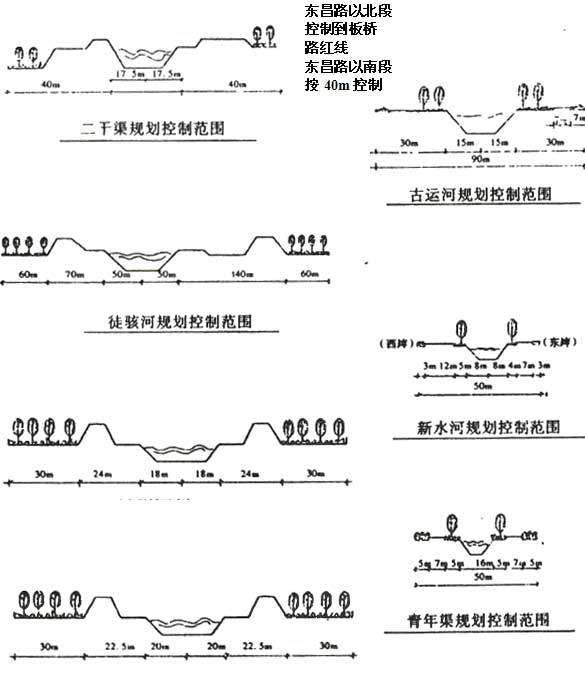 东昌路以北段
控制到板桥
路红线
东昌路以南段
按 40m 控制
40m
17.5m 17.5m
40m
二干渠规划控制范围
7m
30m 15m 15m 30m
90m
古运河规划控制范围
60m 70m 50m 50m 140m 60m
徒骇河规划控制范围
(西岸) (东岸)
3m 12m 5m 8m 8m 4m 7m 3m
50m
新水河规划控制范围
30m 24m 18m 18m 24m 30m
5m 7m 5m 16m 5m 7m 5m
50m
青年渠规划控制范围
30m 22.5m 20m 20m 22.5m 30m